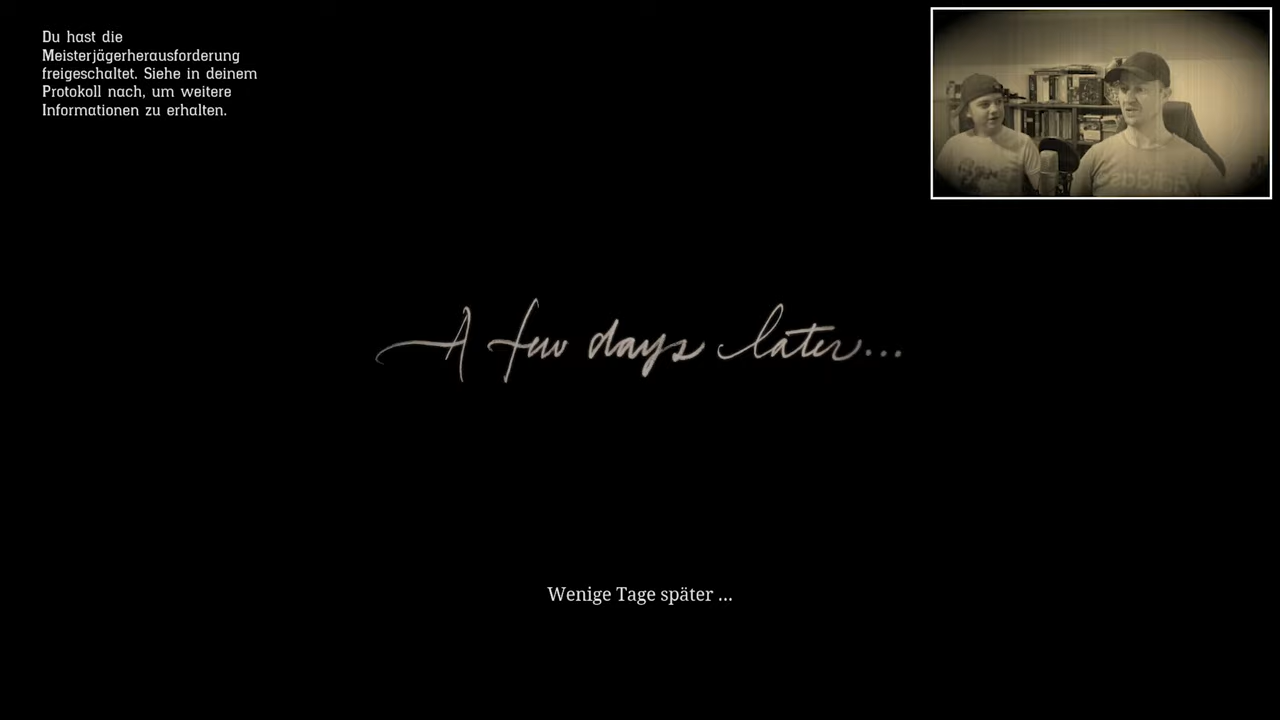 Du hast die
Meisterjägerherausforderung
freigeschaltet. Siehe in deinem
Protokoll nach, um weitere
Informationen zu erhalten.
A few days later...
Wenige Tage später ...